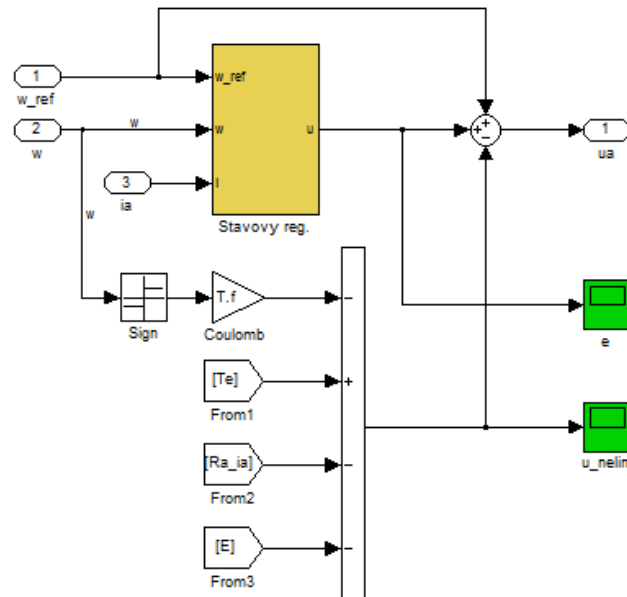 1
w_ref
2
w
w
w
3
ia
w_ref
w
I
u
Stavovy reg.
+
+
−
1
ua
Sign
T.f
Coulomb
−
[Te]
From1
+
[Ra_ia]
From2
−
[E]
From3
−
e
u_nelin